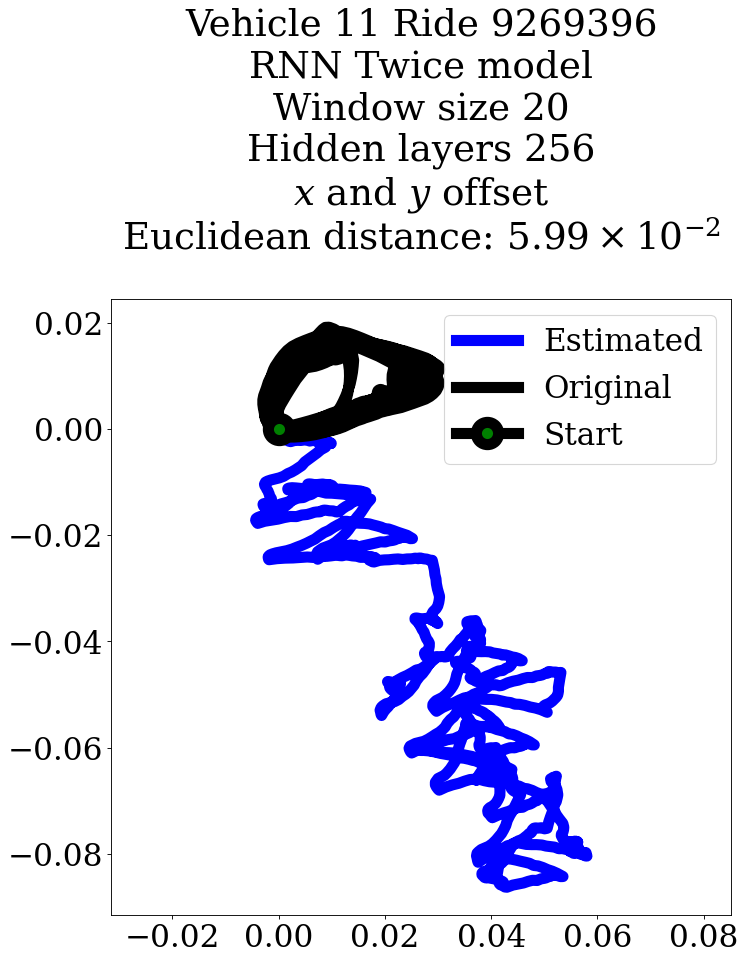 Vehicle 11 Ride 9269396
RNN Twice model
Window size 20
Hidden layers 256
x and y offset
Euclidean distance: 5.99 × 10⁻²
0.02
0.00
−0.02
−0.04
−0.06
−0.08
Estimated
Original
Start
−0.02 0.00 0.02 0.04 0.06 0.08